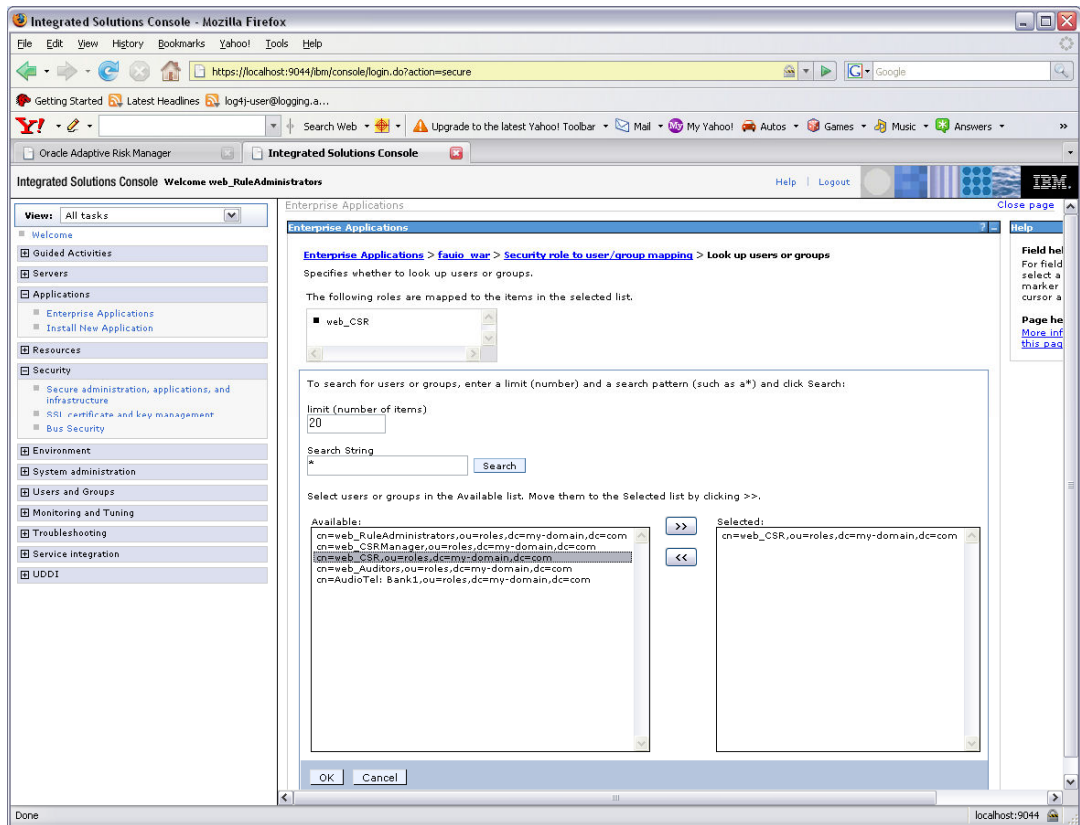 Integrated Solutions Console - Mozilla Firefox
File Edit View History Bookmarks Yahoo! Tools Help
https://localhost:9044/ibm/console/login.do?action=secure
G Google
Getting Started Latest Headlines log4j-user@logging.a...
Y! Search Web Upgrade to the latest Yahoo! Toolbar Mail My My Yahoo! Autos Games Music Answers »
Oracle Adaptive Risk Manager Integrated Solutions Console
Integrated Solutions Console Welcome web_RuleAdministrators Help | Logout IBM.
View: All tasks
Welcome
Guided Activities
Servers
Applications
Enterprise Applications
Install New Application
Resources
Security
Secure administration, applications, and
infrastructure
SSL certificate and key management
Bus Security
Environment
System administration
Users and Groups
Monitoring and Tuning
Troubleshooting
Service integration
UDDI
Enterprise Applications Close page
Enterprise Applications ? -
Enterprise Applications > fauio_war > Security role to user/group mapping > Look up users or groups
Specifies whether to look up users or groups.
The following roles are mapped to the items in the selected list.
web_CSR
To search for users or groups, enter a limit (number) and a search pattern (such as a*) and click Search:
limit (number of items)
20
Search String
* Search
Select users or groups in the Available list. Move them to the Selected list by clicking >>.
Available:
cn=web_RuleAdministrators,ou=roles,dc=my-domain,dc=com
cn=web_CSRManager,ou=roles,dc=my-domain,dc=com
cn=web_CSR,ou=roles,dc=my-domain,dc=com
cn=web_Auditors,ou=roles,dc=my-domain,dc=com
cn=AudioTel: Bank1,ou=roles,dc=my-domain,dc=com
>>
<<
Selected:
cn=web_CSR,ou=roles,dc=my-domain,dc=com
OK Cancel
Help
Field hel
For field
select a
marker
cursor a
Page he
More inf
this pag
Done localhost:9044